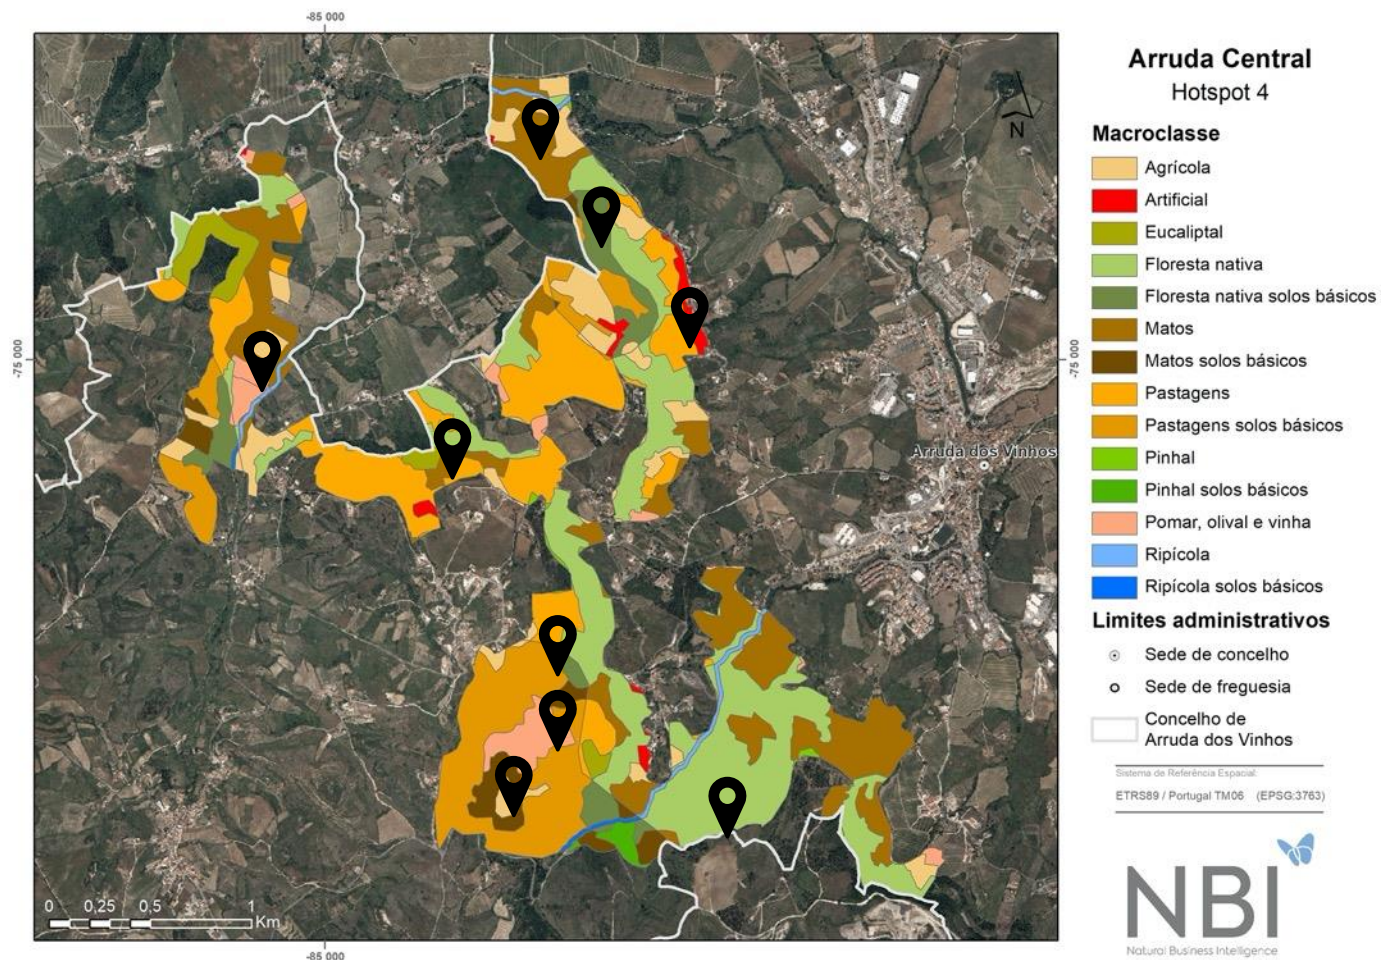 -85 000
Arruda Central
Hotspot 4
N
Macroclasse
Agrícola
Artificial
Eucaliptal
Floresta nativa
Floresta nativa solos básicos
Matos
Matos solos básicos
Pastagens
Pastagens solos básicos
Pinhal
Pinhal solos básicos
Pomar, olival e vinha
Ripícola
Ripícola solos básicos
Limites administrativos
Sede de concelho
Sede de freguesia
Concelho de
Arruda dos Vinhos
Sistema de Referência Espacial:
ETRS89 / Portugal TM06 (EPSG:3763)
NBI
Natural Business Intelligence
-75 000
-75 000
Arruda dos Vinhos
0 0,25 0,5 1
Km
-85 000